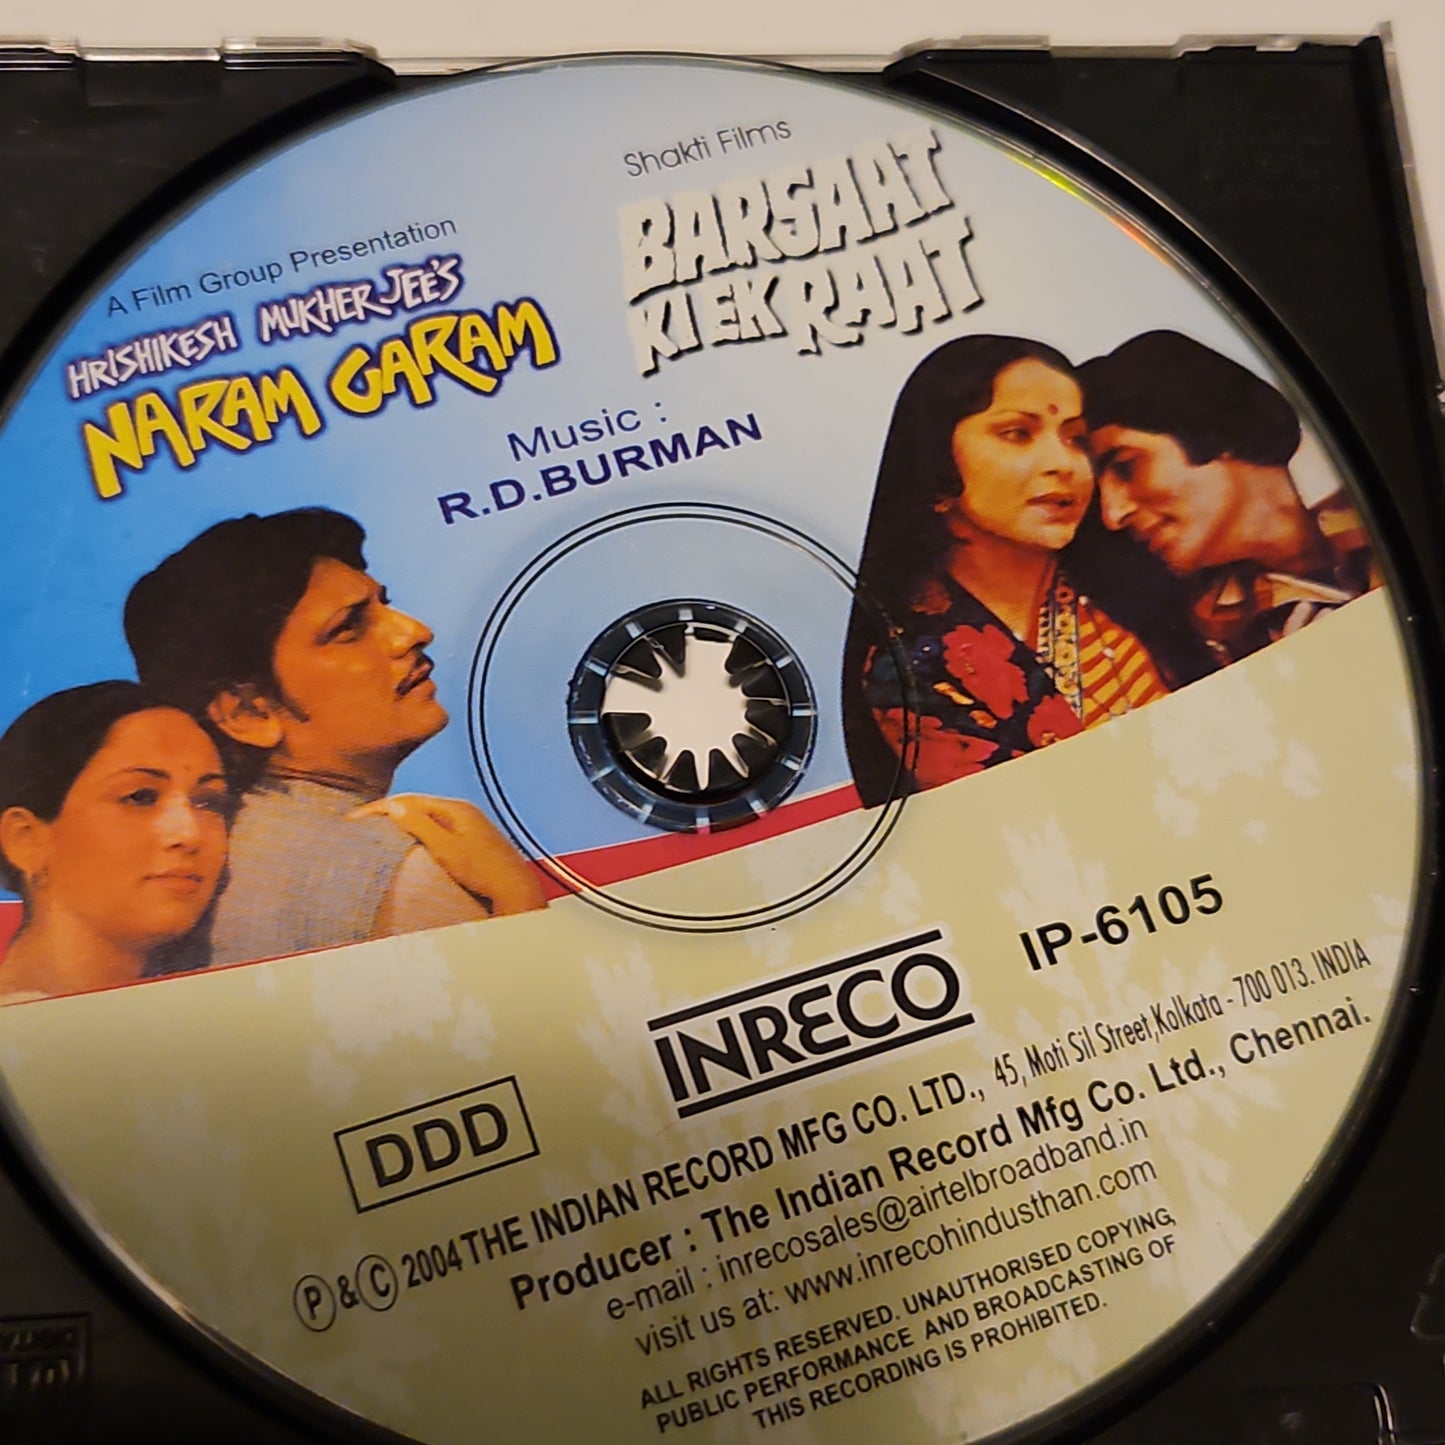 Shakti Films
BARSAAT
KI EK RAAT
A Film Group Presentation
HRISHIKESH MUKHERJEE'S
NARAM GARAM
Music :
R.D.BURMAN
IP-6105
INRECO
DDD
℗ & © 2004 THE INDIAN RECORD MFG CO. LTD., 45, Moti Sil Street,Kolkata - 700 013. INDIA
Producer : The Indian Record Mfg Co. Ltd., Chennai.
e-mail : inrecosales@airtelbroadband.in
visit us at: www.inrecohindusthan.com
ALL RIGHTS RESERVED. UNAUTHORISED COPYING,
PUBLIC PERFORMANCE AND BROADCASTING OF
THIS RECORDING IS PROHIBITED.